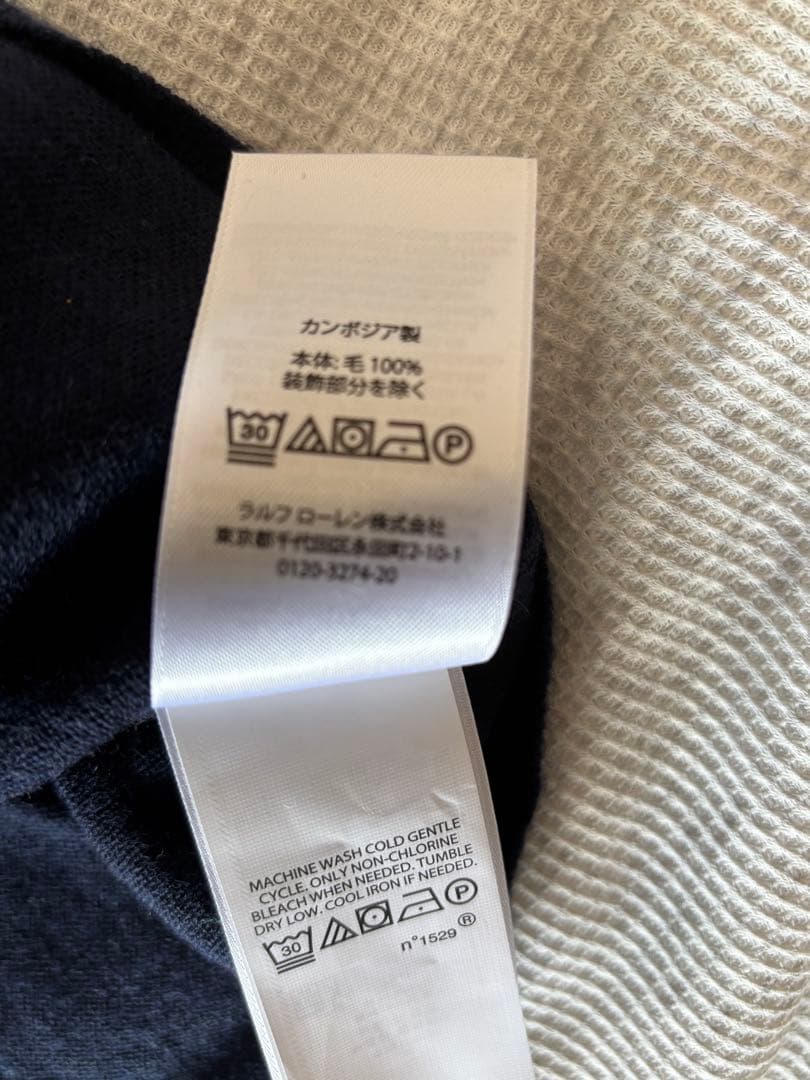 カンボジア製
本体: 毛 100%
装飾部分を除く
30 P
ラルフ ローレン株式会社
東京都千代田区永田町2-10-1
0120-3274-20
MACHINE WASH COLD GENTLE
CYCLE. ONLY NON-CHLORINE
BLEACH WHEN NEEDED. TUMBLE
DRY LOW. COOL IRON IF NEEDED.
30 P
n°1529 ®